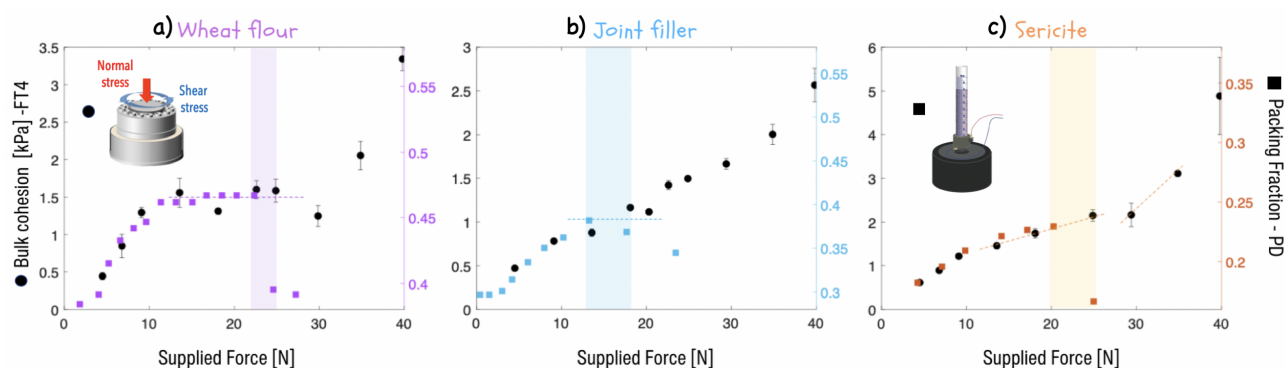 a) Wheat flour
b) Joint filler
c) Sericite
Bulk cohesion [kPa] -FT4
3.5
3
2.5
2
1.5
1
0.5
0
Normal
stress
Shear
stress
0.55
0.5
0.45
0.4
0 10 20 30 40
Supplied Force [N]
3
2.5
2
1.5
1
0.5
0
0.55
0.5
0.45
0.4
0.35
0.3
0 10 20 30 40
Supplied Force [N]
6
5
4
3
2
1
0
0.35
0.3
0.25
0.2
0 10 20 30 40
Supplied Force [N]
Packing Fraction - PD